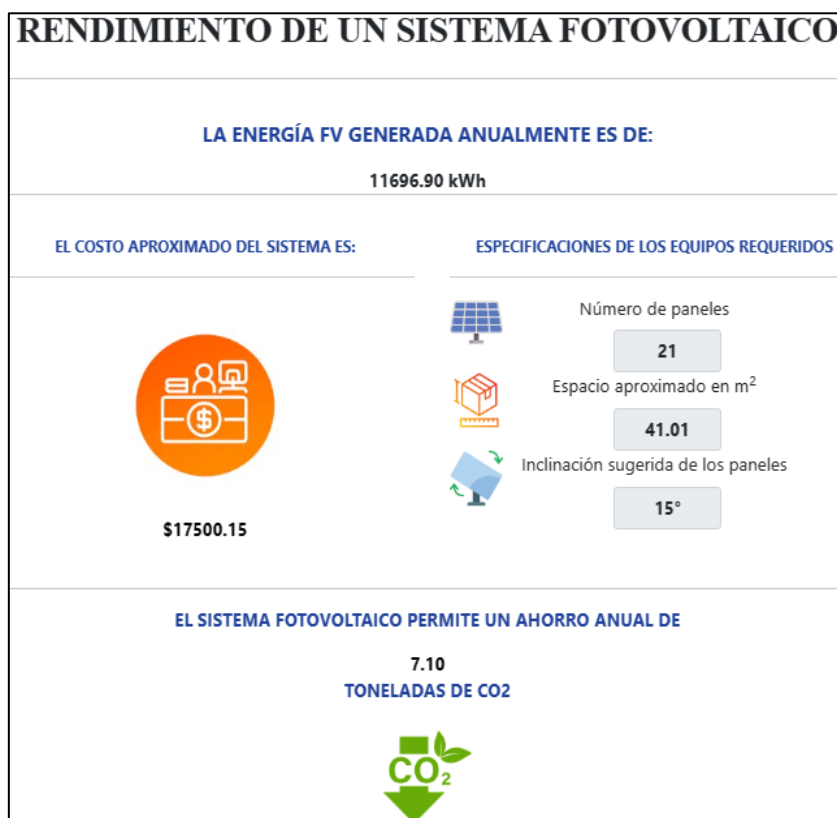 RENDIMIENTO DE UN SISTEMA FOTOVOLTAICO
LA ENERGÍA FV GENERADA ANUALMENTE ES DE:
11696.90 kWh
EL COSTO APROXIMADO DEL SISTEMA ES:
$17500.15
ESPECIFICACIONES DE LOS EQUIPOS REQUERIDOS
Número de paneles
21
Espacio aproximado en m²
41.01
Inclinación sugerida de los paneles
15°
EL SISTEMA FOTOVOLTAICO PERMITE UN AHORRO ANUAL DE
7.10
TONELADAS DE CO2
CO₂